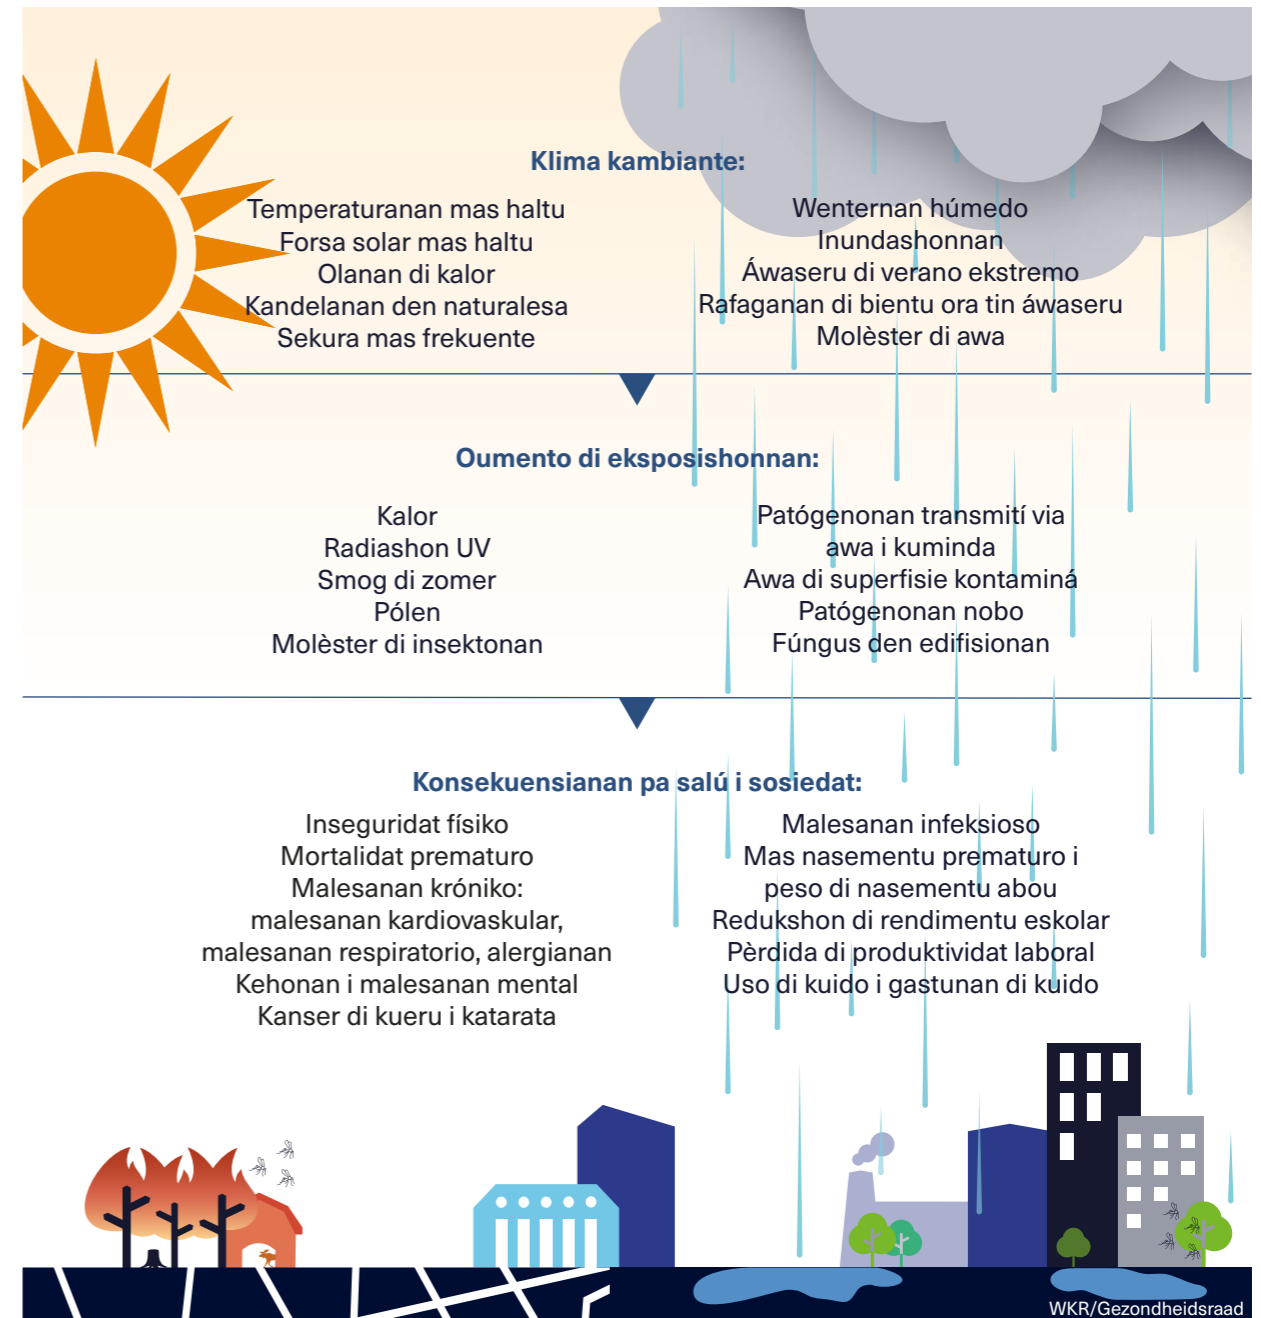 Klima kambiante:
Temperaturanan mas haltu
Forsa solar mas haltu
Olanan di kalor
Kandelanan den naturalesa
Sekura mas frekuente
Wenternan húmedo
Inundashonnan
Áwaseru di verano ekstremo
Rafaganan di bientu ora tin áwaseru
Molèster di awa
Oumento di eksposishonnan:
Kalor
Radiashon UV
Smog di zomer
Pólen
Molèster di insektonan
Patógenonan transmití via
awa i kuminda
Awa di superfisie kontaminá
Patógenonan nobo
Fúngus den edifisionan
Konsekuensianan pa salú i sosiedat:
Inseguridat físiko
Mortalidat prematuro
Malesanan króniko:
malesanan kardiovaskular,
malesanan respiratorio, alergianan
Kehonan i malesanan mental
Kanser di kueru i katarata
Malesanan infeksioso
Mas nasementu prematuro i
peso di nasementu abou
Redukshon di rendimentu eskolar
Pèrdida di produktividat laboral
Uso di kuido i gastunan di kuido
WKR/Gezondheidsraad